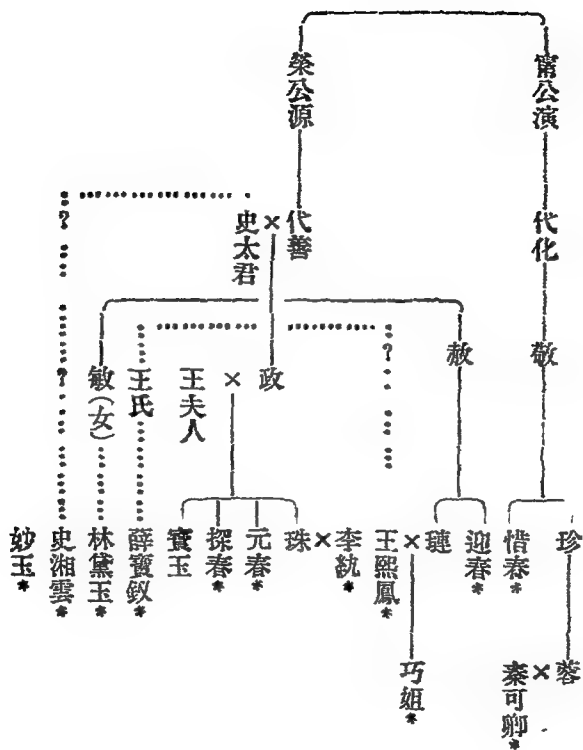 甯公演
榮公源
代化
代善
×
史太君
?
敬
赦
政
×
王夫人
王氏
敏(女)
?
?
珍
惜春*
迎春*
璉
×
王熙鳳*
李紈*
×
珠
元春*
探春*
寶玉
薛寶釵*
林黛玉*
史湘雲*
妙玉*
蓉
×
秦可卿*
巧姐*